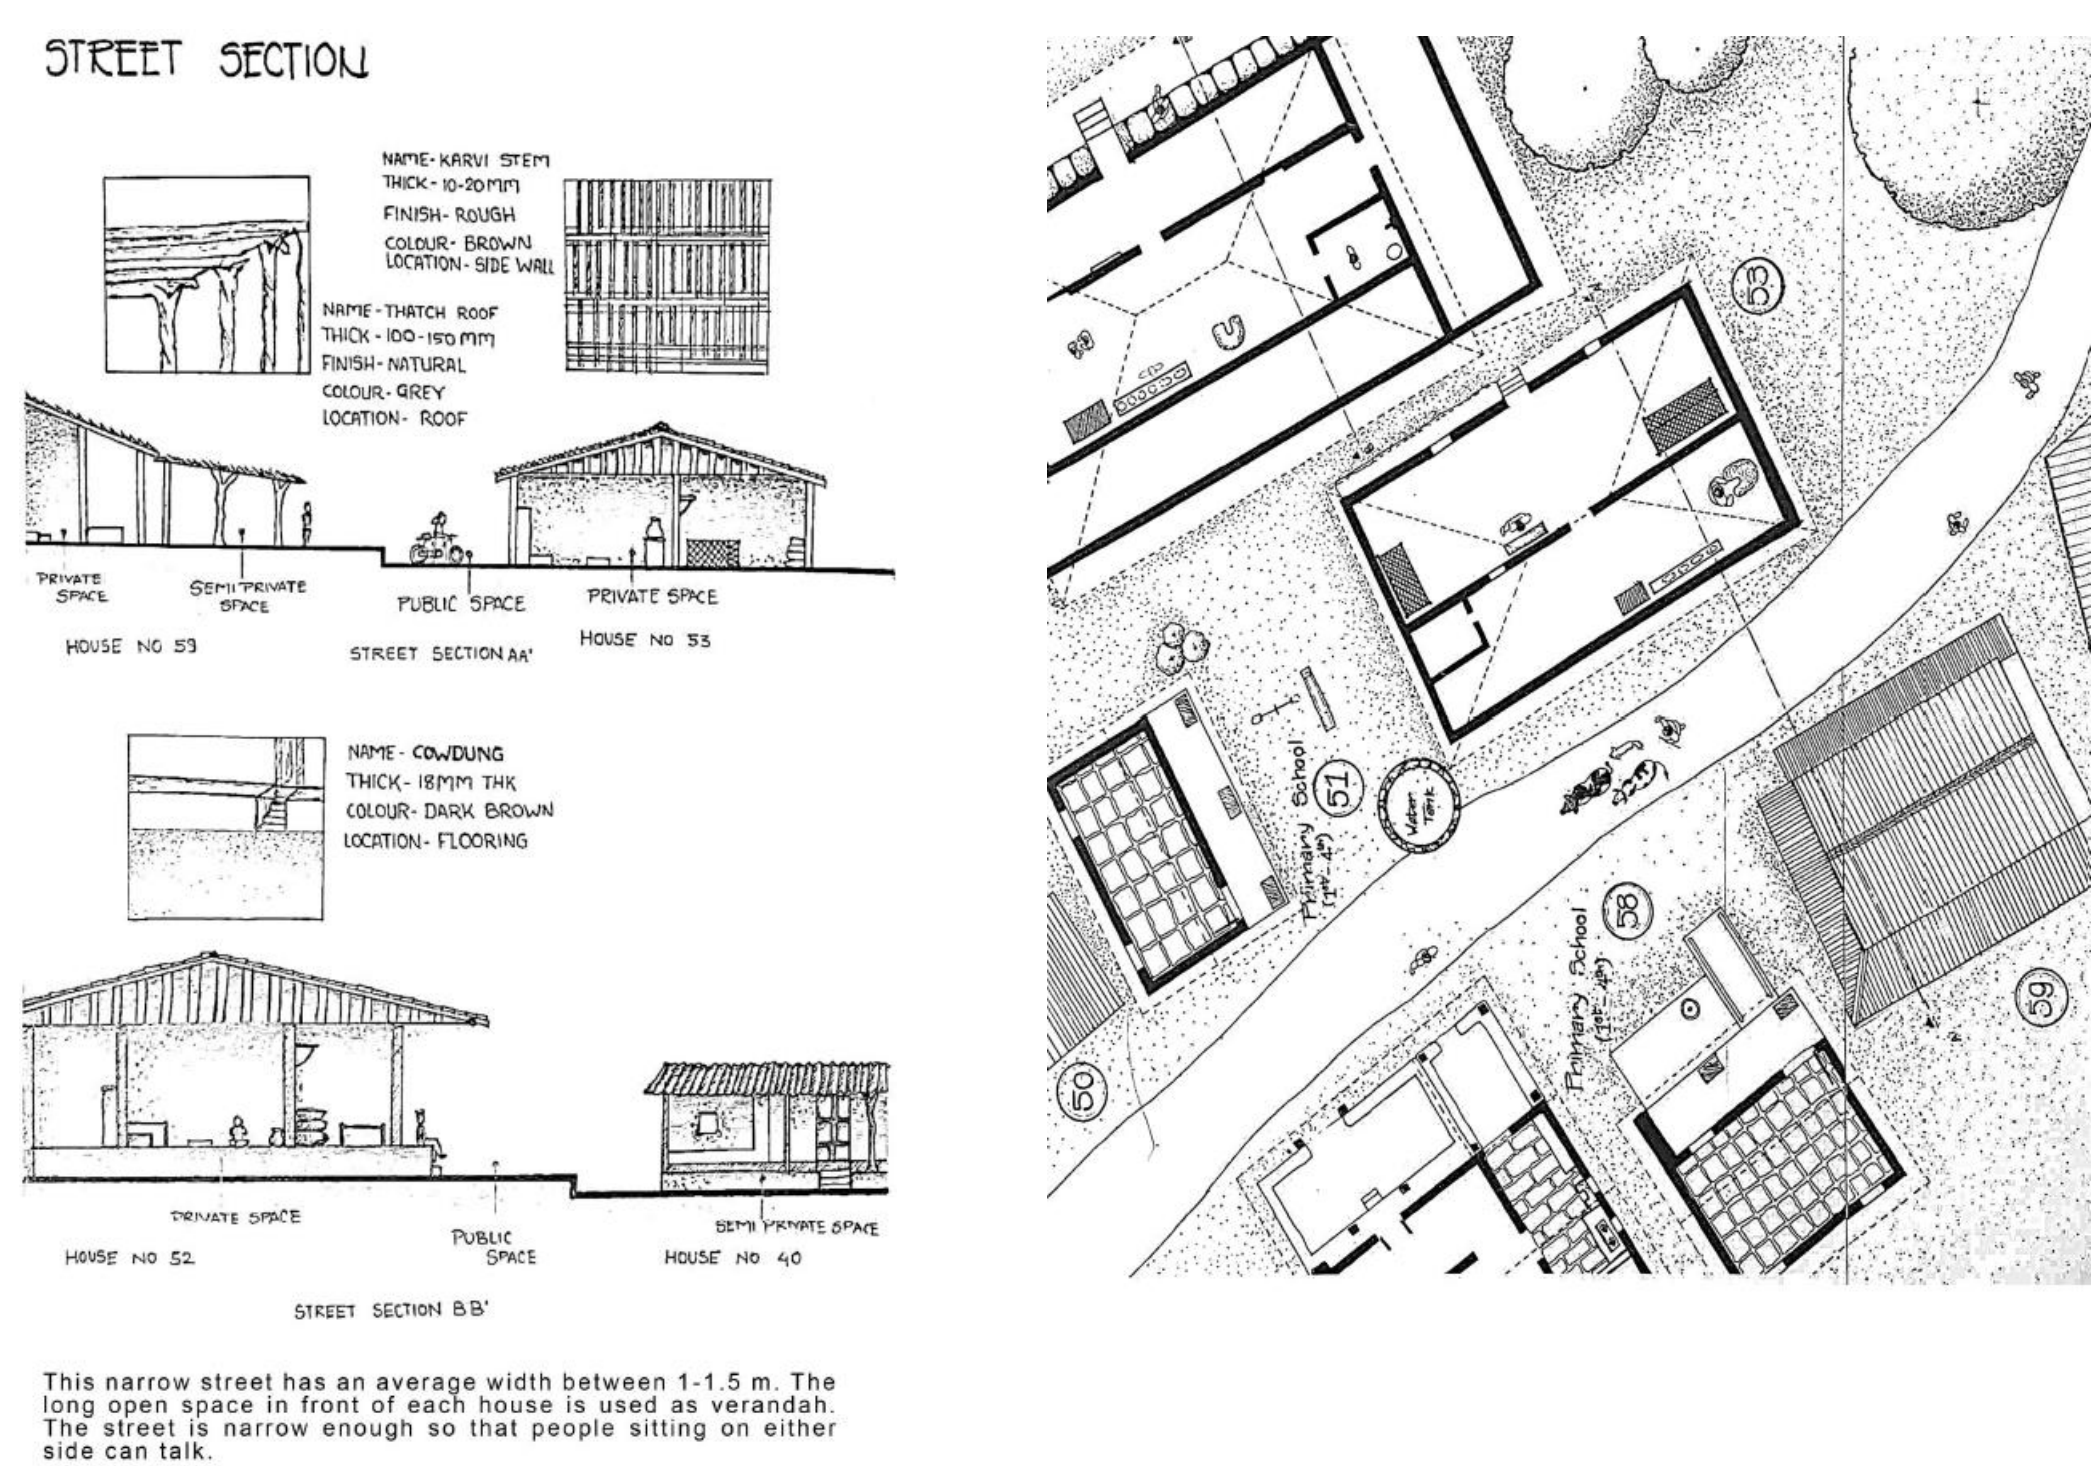 STREET SECTION
NAME- KARVI STEM
THICK- 10-20MM
FINISH- ROUGH
COLOUR- BROWN
LOCATION- SIDE WALL
NAME- THATCH ROOF
THICK- 100-150MM
FINISH- NATURAL
COLOUR- GREY
LOCATION- ROOF
PRIVATE
SPACE
SEMI PRIVATE
SPACE
PUBLIC SPACE
PRIVATE SPACE
HOUSE NO 59
STREET SECTION AA'
HOUSE NO 53
NAME- COWDUNG
THICK- 18MM THK
COLOUR- DARK BROWN
LOCATION- FLOORING
PRIVATE SPACE
PUBLIC
SPACE
SEMI PRIVATE SPACE
HOUSE NO 52
HOUSE NO 40
STREET SECTION BB'
This narrow street has an average width between 1-1.5 m. The
long open space in front of each house is used as verandah.
The street is narrow enough so that people sitting on either
side can talk.
53
Primary School
(1st - 4th)
51
Water
Tank
50
Primary School
(1st - 4th)
58
59